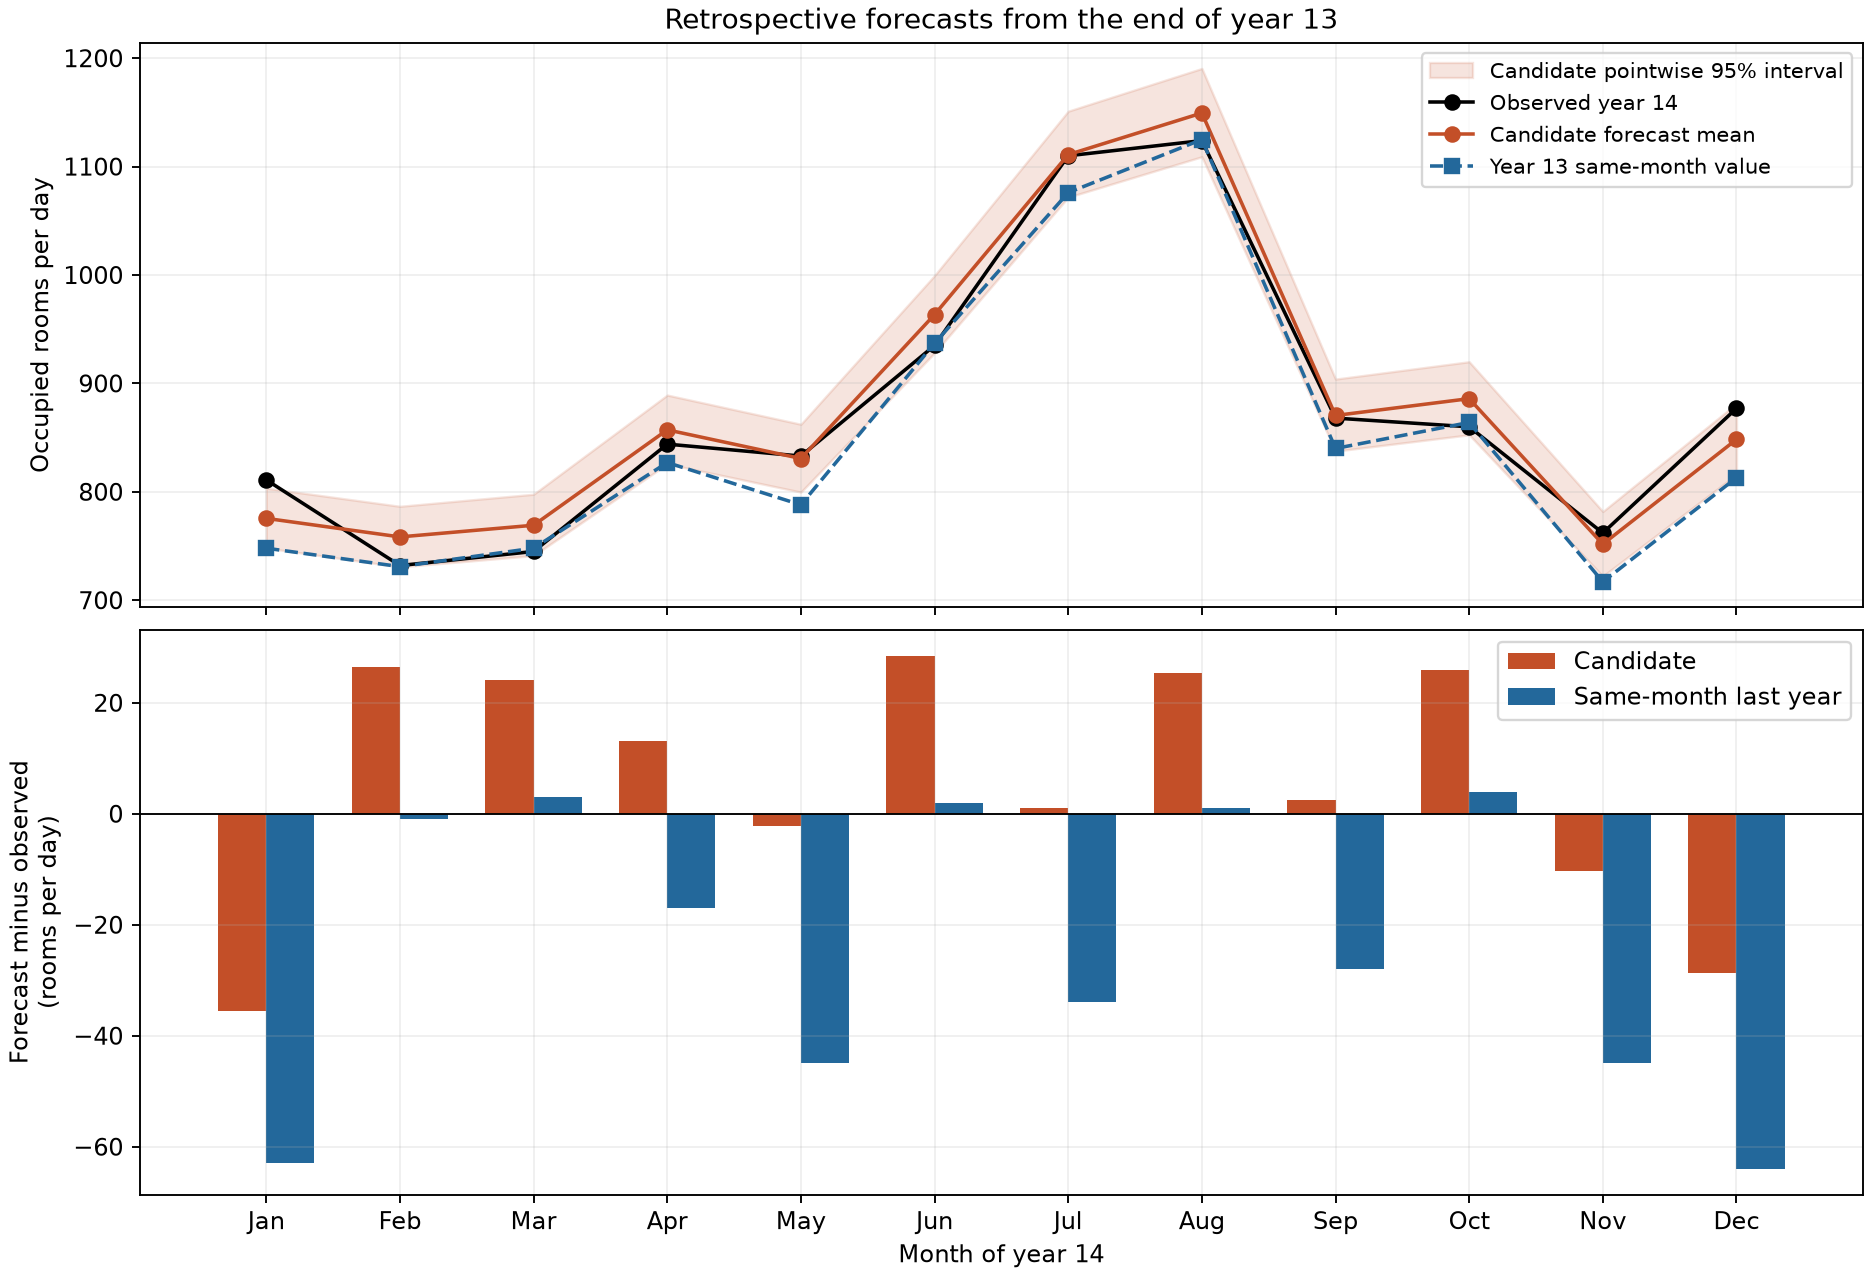 Retrospective forecasts from the end of year 13
Occupied rooms per day
1200
1100
1000
900
800
700
Candidate pointwise 95% interval
Observed year 14
Candidate forecast mean
Year 13 same-month value
Forecast minus observed
(rooms per day)
20
0
−20
−40
−60
Candidate
Same-month last year
Jan Feb Mar Apr May Jun Jul Aug Sep Oct Nov Dec
Month of year 14